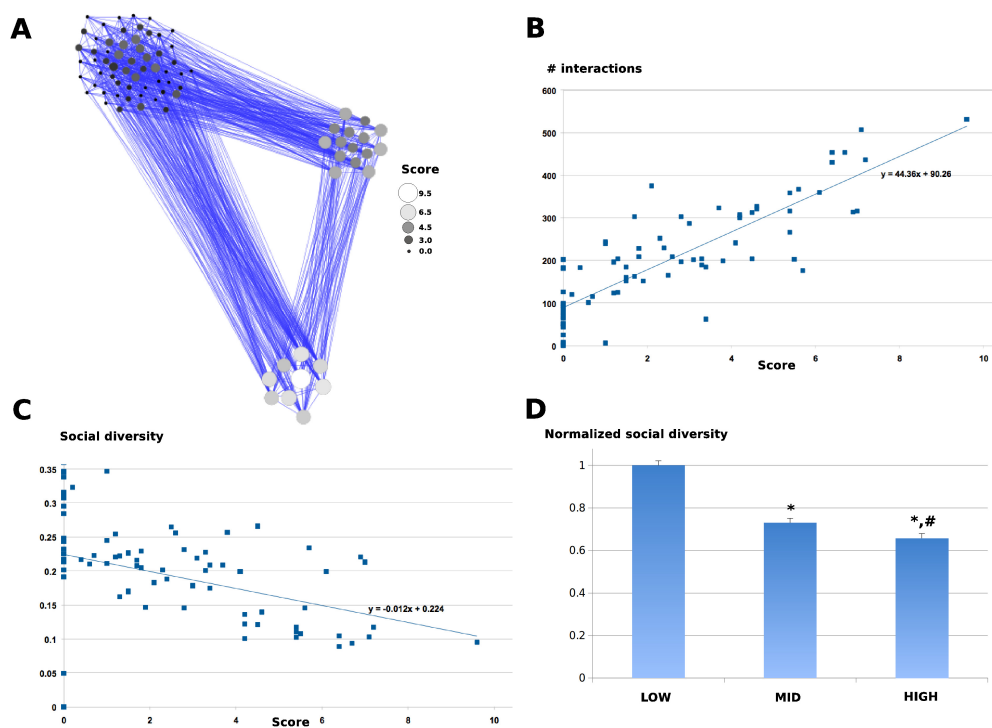 A
Score
9.5
6.5
4.5
3.0
0.0
B
# interactions
600
500
400
300
200
100
0
y = 44.36x + 90.26
0 2 4 6 8 10
Score
C
Social diversity
0.35
0.3
0.25
0.2
0.15
0.1
0.05
0
y = -0.012x + 0.224
0 2 4 6 8 10
Score
D
Normalized social diversity
1
0.8
0.6
0.4
0.2
0
*
*,#
LOW MID HIGH